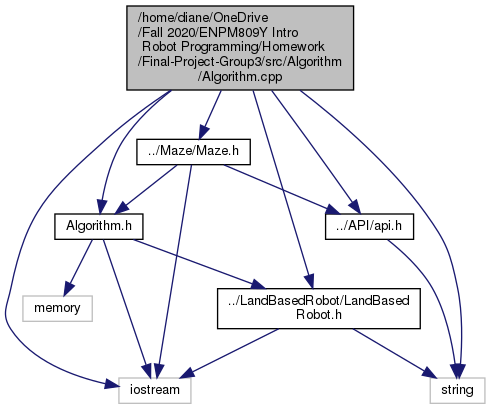 /home/diane/OneDrive
/Fall 2020/ENPM809Y Intro
Robot Programming/Homework
/Final-Project-Group3/src/Algorithm
/Algorithm.cpp
../Maze/Maze.h
Algorithm.h
../API/api.h
memory
../LandBasedRobot/LandBased
Robot.h
iostream
string